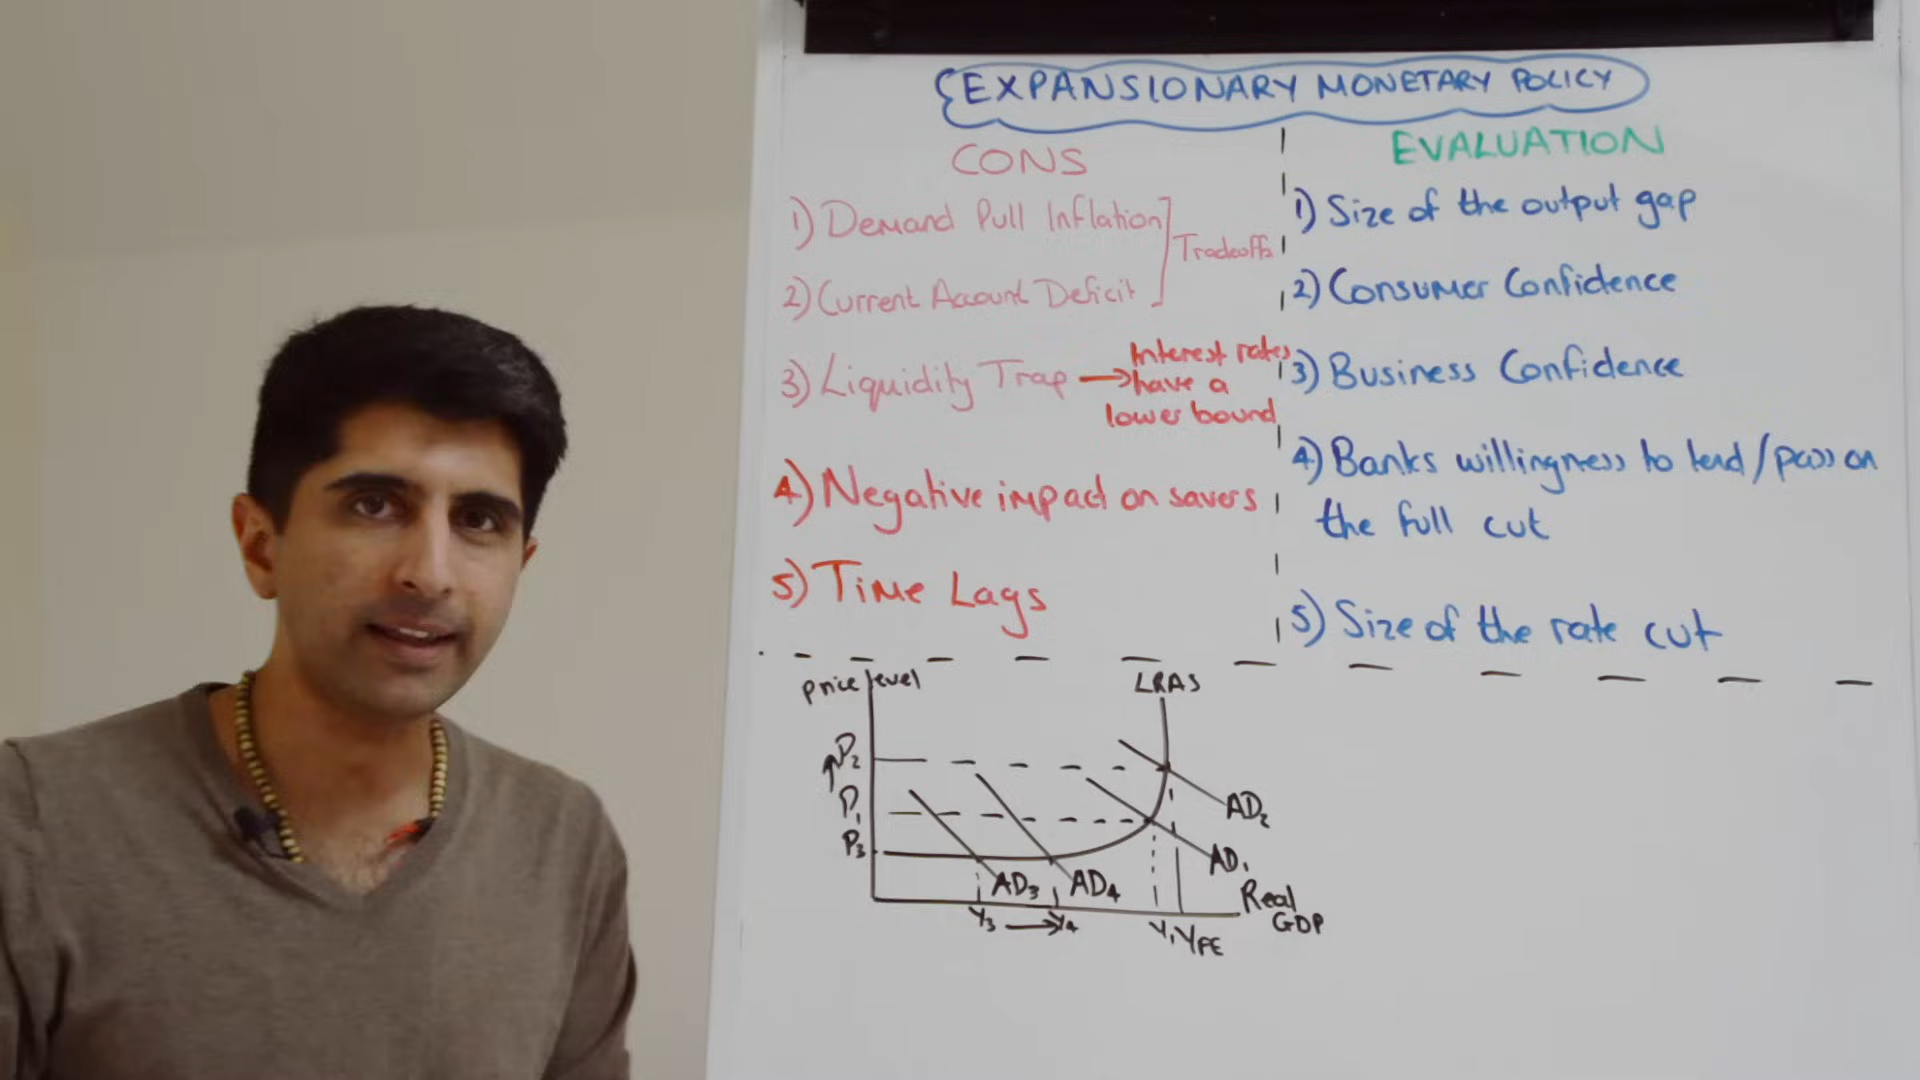 EXPANSIONARY MONETARY POLICY
CONS
1) Demand Pull Inflation
Tradeoffs
2) Current Account Deficit
3) Liquidity Trap → Interest rates
have a
lower bound
4) Negative impact on savers
5) Time Lags
EVALUATION
1) Size of the output gap
2) Consumer Confidence
3) Business Confidence
4) Banks willingness to lend/pass on
the full cut
5) Size of the rate cut
price level
LRAS
P2
P1
P3
AD2
AD1
AD3
AD4
Real
GDP
Y3 → Y4
Y1 YFE